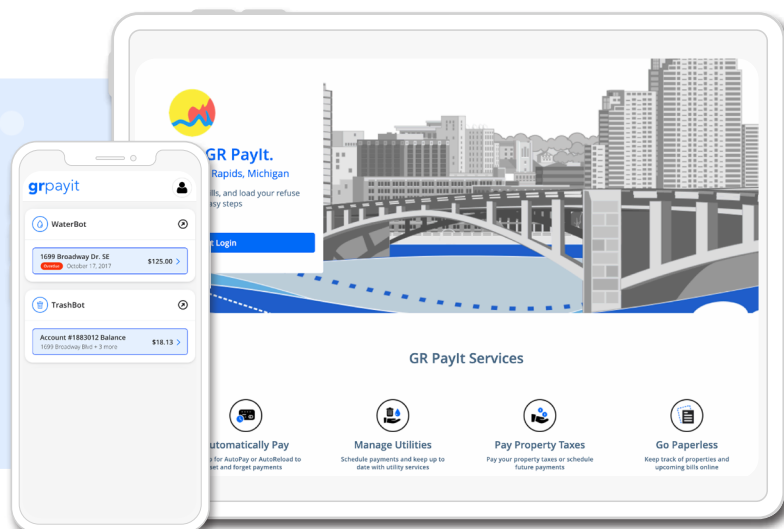 GR PayIt.
Rapids, Michigan
and load your refuse
steps
Login
grpayit
WaterBot
1699 Broadway Dr. SE
October 17, 2017
$125.00
TrashBot
Account #1883012 Balance
1699 Broadway Blvd + 3 more
$18.13
GR PayIt Services
Pay
for AutoPay or AutoReload to
and forget payments
Manage Utilities
Schedule payments and keep up to
date with utility services
Pay Property Taxes
Pay your property taxes or schedule
future payments
Go Paperless
Keep track of properties and
upcoming bills online